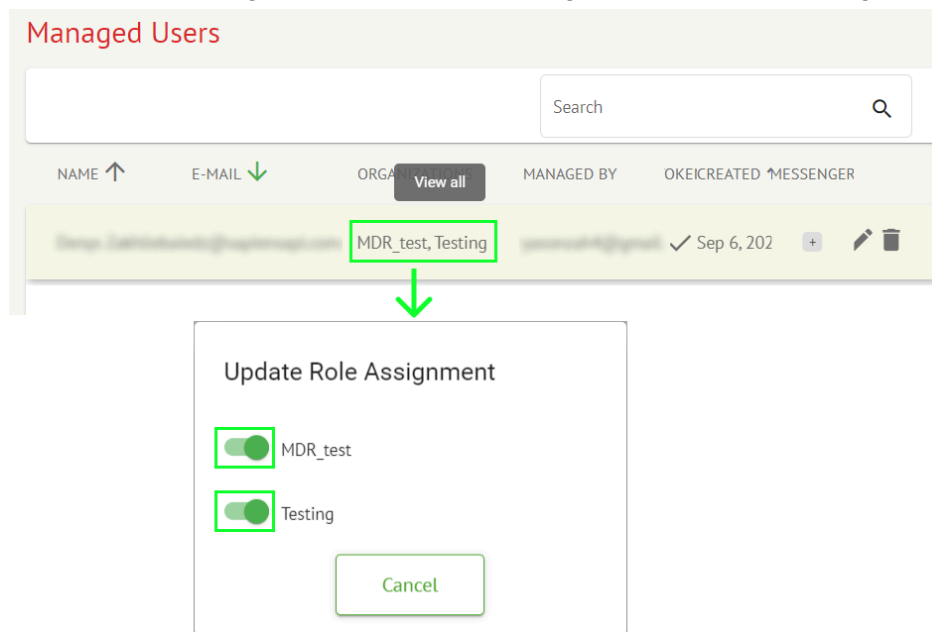 Managed Users
Search
NAME E-MAIL ORGANIZATIONS MANAGED BY OKEICREATED MESSENGER
View all
MDR_test, Testing Sep 6, 202 +
Update Role Assignment
MDR_test
Testing
Cancel